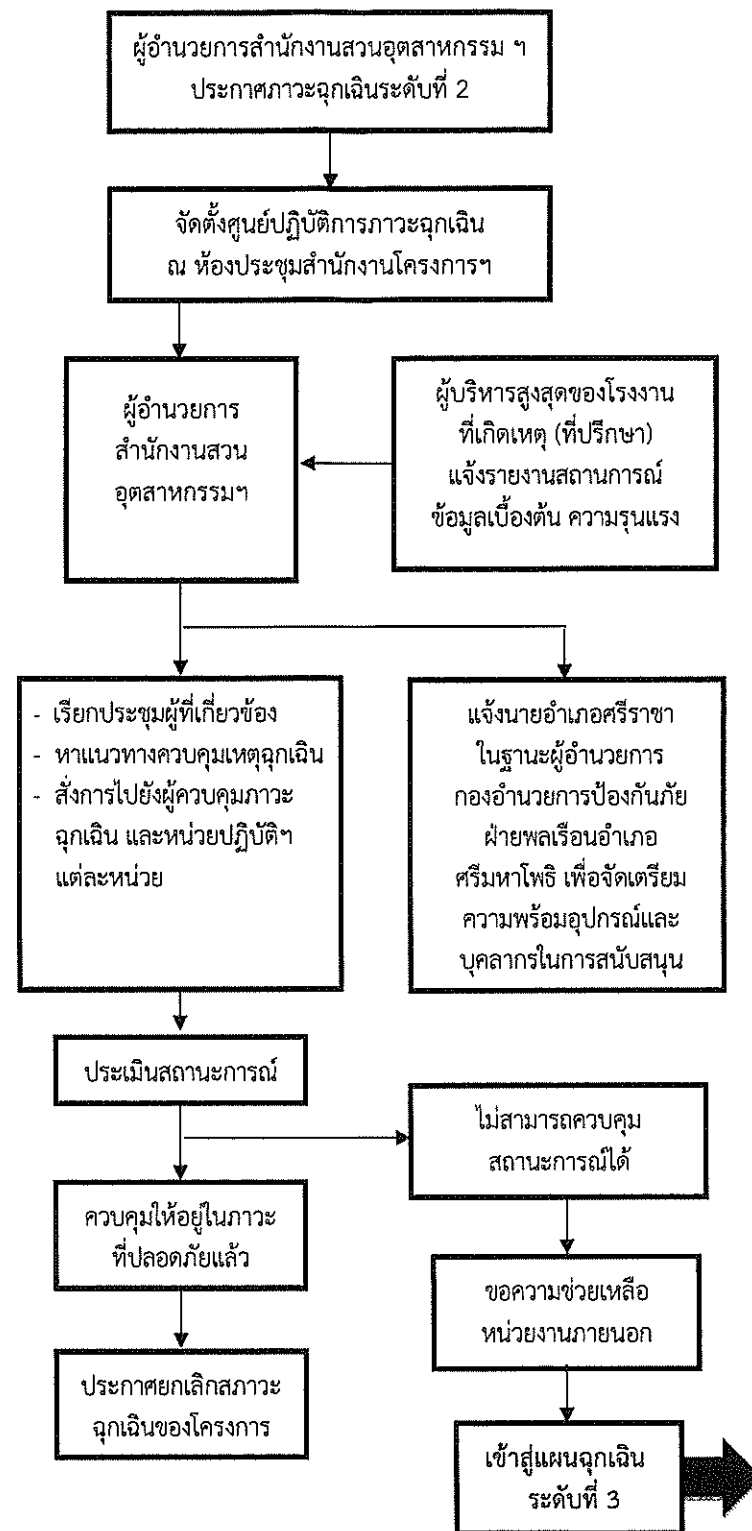 ผู้อำนวยการสำนักงานสวนอุตสาหกรรม ฯ
ประกาศภาวะฉุกเฉินระดับที่ 2
จัดตั้งศูนย์ปฏิบัติการภาวะฉุกเฉิน
ณ ห้องประชุมสำนักงานโครงการฯ
ผู้อำนวยการ
สำนักงานสวน
อุตสาหกรรมฯ
ผู้บริหารสูงสุดของโรงงาน
ที่เกิดเหตุ (ที่ปรึกษา)
แจ้งรายงานสถานการณ์
ข้อมูลเบื้องต้น ความรุนแรง
- เรียกประชุมผู้ที่เกี่ยวข้อง
- หาแนวทางควบคุมเหตุฉุกเฉิน
- สั่งการไปยังผู้ควบคุมภาวะ
ฉุกเฉิน และหน่วยปฏิบัติฯ
แต่ละหน่วย
แจ้งนายอำเภอศรีราชา
ในฐานะผู้อำนวยการ
กองอำนวยการป้องกันภัย
ฝ่ายพลเรือนอำเภอ
ศรีมหาโพธิ เพื่อจัดเตรียม
ความพร้อมอุปกรณ์และ
บุคลากรในการสนับสนุน
ประเมินสถานะการณ์
ไม่สามารถควบคุม
สถานะการณ์ได้
ควบคุมให้อยู่ในภาวะ
ที่ปลอดภัยแล้ว
ขอความช่วยเหลือ
หน่วยงานภายนอก
ประกาศยกเลิกสภาวะ
ฉุกเฉินของโครงการ
เข้าสู่แผนฉุกเฉิน
ระดับที่ 3